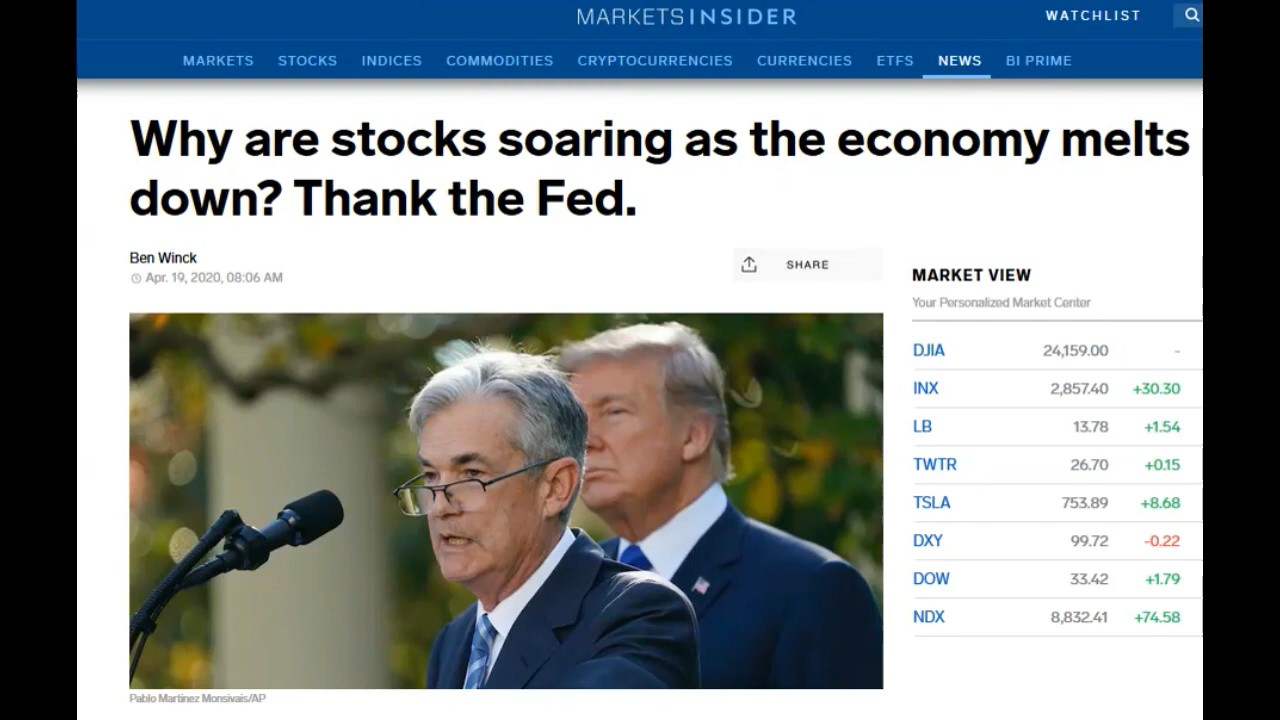 MARKETS INSIDER
WATCHLIST
MARKETS STOCKS INDICES COMMODITIES CRYPTOCURRENCIES CURRENCIES ETFS NEWS BI PRIME
Why are stocks soaring as the economy melts
down? Thank the Fed.
Ben Winck
Apr. 19, 2020, 08:06 AM
SHARE
Pablo Martinez Monsivais/AP
MARKET VIEW
Your Personalized Market Center
DJIA 24,159.00 -
INX 2,857.40 +30.30
LB 13.78 +1.54
TWTR 26.70 +0.15
TSLA 753.89 +8.68
DXY 99.72 -0.22
DOW 33.42 +1.79
NDX 8,832.41 +74.58